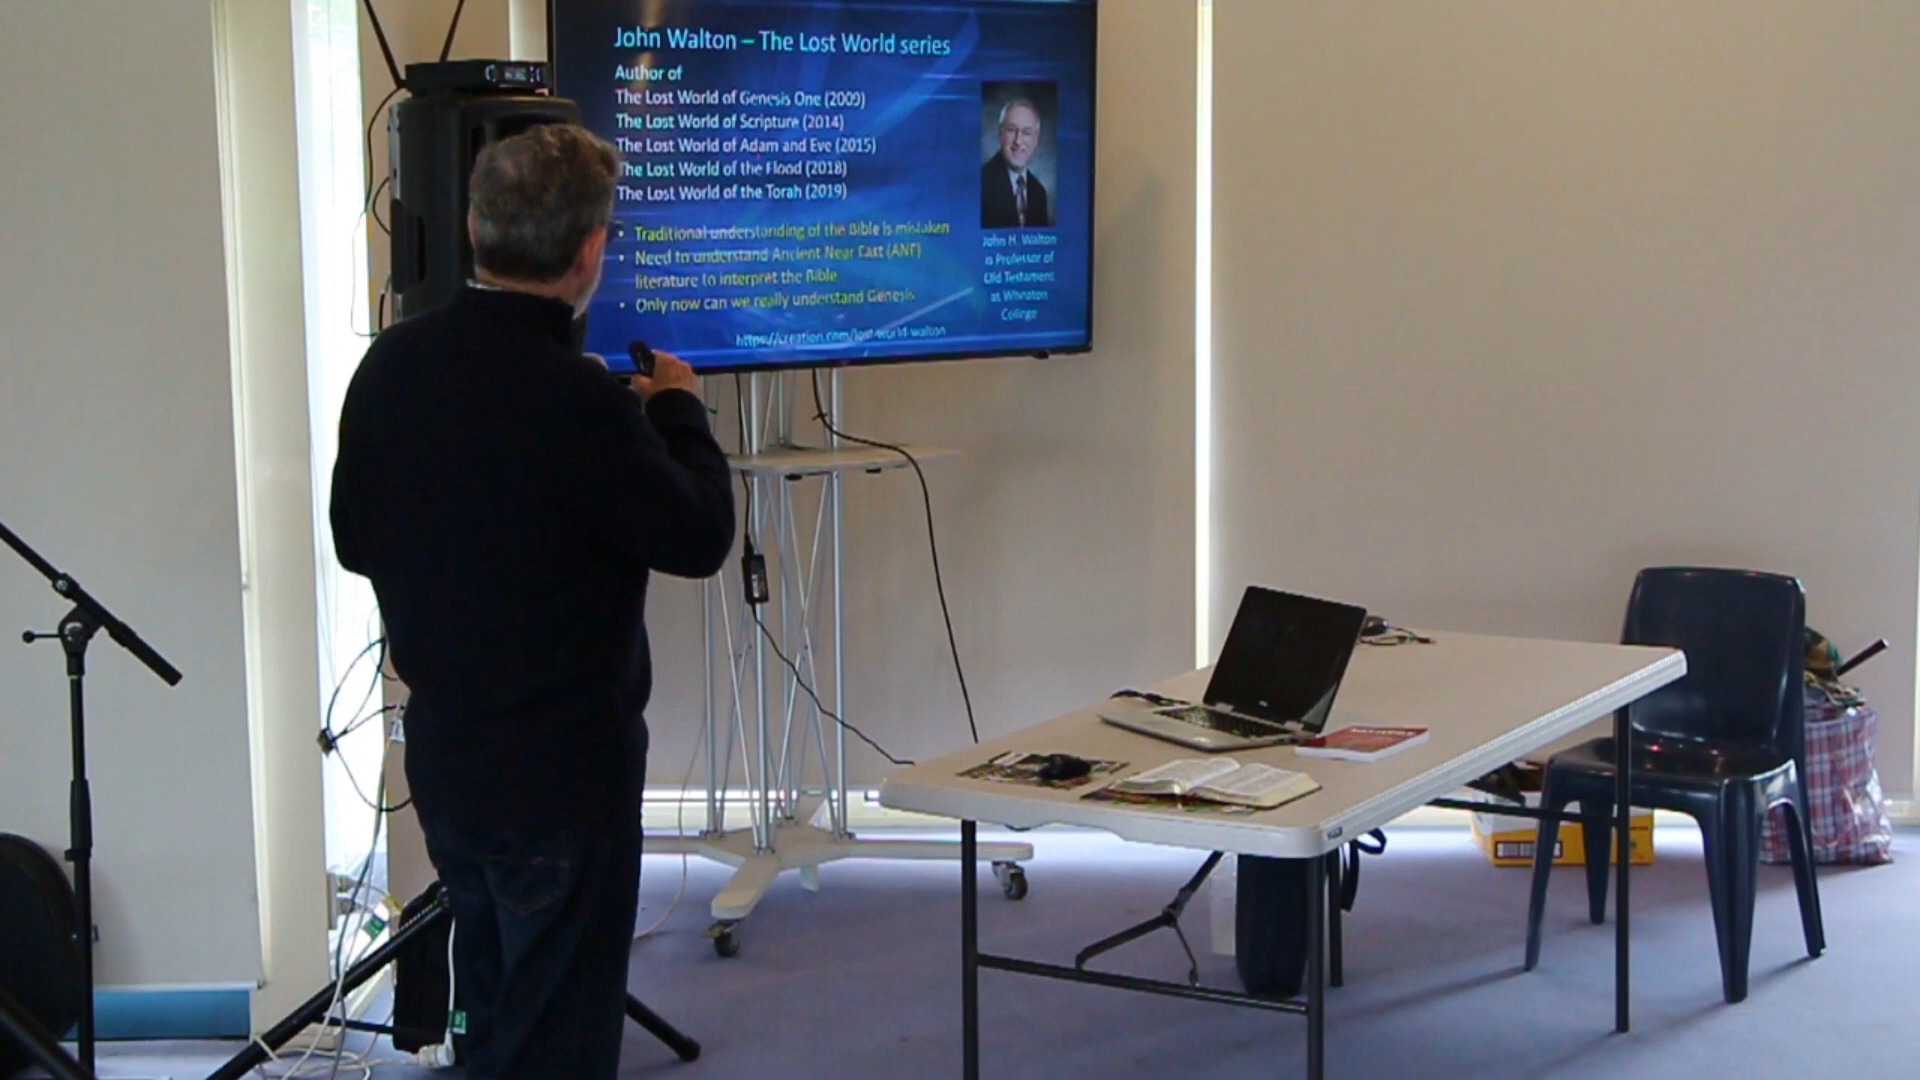 John Walton – The Lost World series
Author of
The Lost World of Genesis One (2009)
The Lost World of Scripture (2014)
The Lost World of Adam and Eve (2015)
The Lost World of the Flood (2018)
The Lost World of the Torah (2019)
• Traditional understanding of the Bible is mistaken
• Need to understand Ancient Near East (ANE)
literature to interpret the Bible
• Only now can we really understand Genesis
https://creation.com/lost-world-walton
John H. Walton
is Professor of
Old Testament
at Wheaton
College